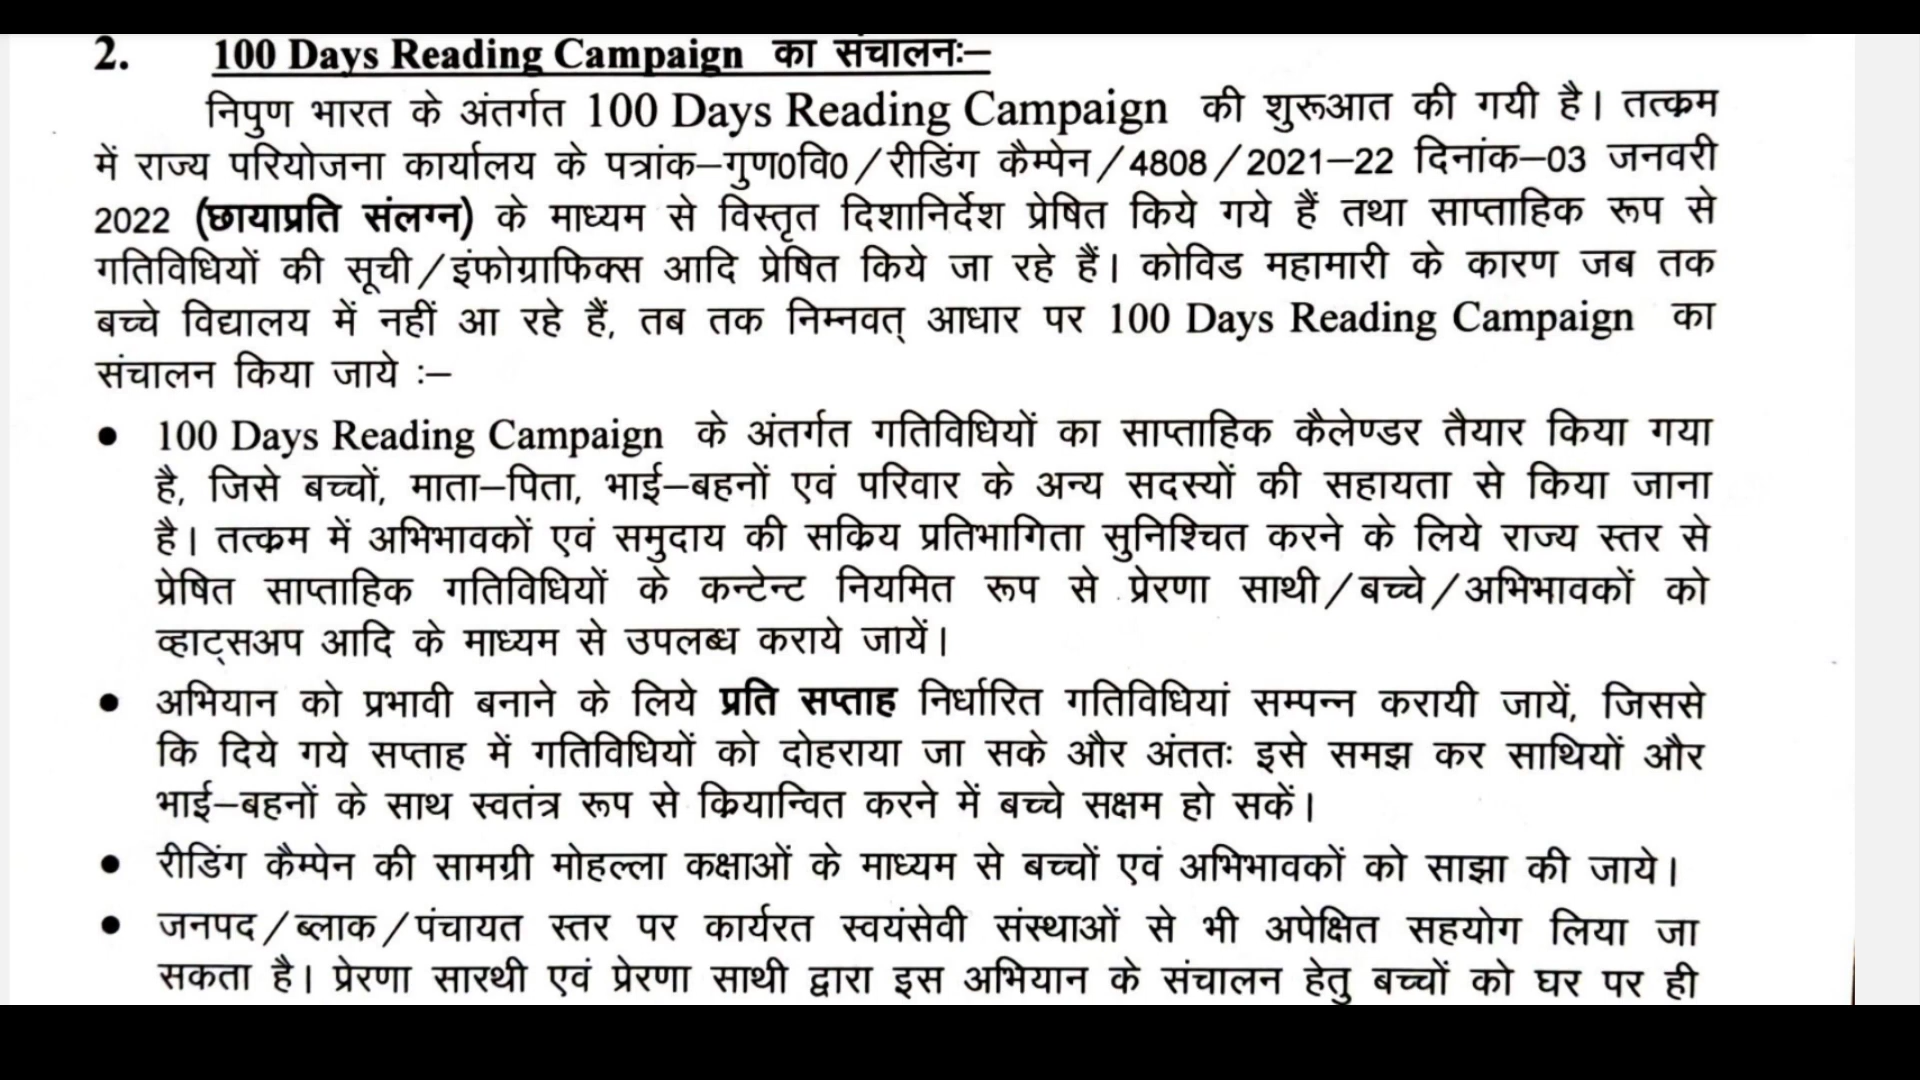 2. 100 Days Reading Campaign का संचालनः–
निपुण भारत के अंतर्गत 100 Days Reading Campaign की शुरूआत की गयी है। तत्क्रम
में राज्य परियोजना कार्यालय के पत्रांक–गुण0वि0/रीडिंग कैम्पेन/4808/2021–22 दिनांक–03 जनवरी
2022 (छायाप्रति संलग्न) के माध्यम से विस्तृत दिशानिर्देश प्रेषित किये गये हैं तथा साप्ताहिक रूप से
गतिविधियों की सूची/इंफोग्राफिक्स आदि प्रेषित किये जा रहे हैं। कोविड महामारी के कारण जब तक
बच्चे विद्यालय में नहीं आ रहे हैं, तब तक निम्नवत् आधार पर 100 Days Reading Campaign का
संचालन किया जाये :–
• 100 Days Reading Campaign के अंतर्गत गतिविधियों का साप्ताहिक कैलेण्डर तैयार किया गया
है, जिसे बच्चों, माता–पिता, भाई–बहनों एवं परिवार के अन्य सदस्यों की सहायता से किया जाना
है। तत्क्रम में अभिभावकों एवं समुदाय की सक्रिय प्रतिभागिता सुनिश्चित करने के लिये राज्य स्तर से
प्रेषित साप्ताहिक गतिविधियों के कन्टेन्ट नियमित रूप से प्रेरणा साथी/बच्चे/अभिभावकों को
व्हाट्सअप आदि के माध्यम से उपलब्ध कराये जायें।
• अभियान को प्रभावी बनाने के लिये प्रति सप्ताह निर्धारित गतिविधियां सम्पन्न करायी जायें, जिससे
कि दिये गये सप्ताह में गतिविधियों को दोहराया जा सके और अंततः इसे समझ कर साथियों और
भाई–बहनों के साथ स्वतंत्र रूप से क्रियान्वित करने में बच्चे सक्षम हो सकें।
• रीडिंग कैम्पेन की सामग्री मोहल्ला कक्षाओं के माध्यम से बच्चों एवं अभिभावकों को साझा की जाये।
• जनपद/ब्लाक/पंचायत स्तर पर कार्यरत स्वयंसेवी संस्थाओं से भी अपेक्षित सहयोग लिया जा
सकता है। प्रेरणा सारथी एवं प्रेरणा साथी द्वारा इस अभियान के संचालन हेतु बच्चों को घर पर ही